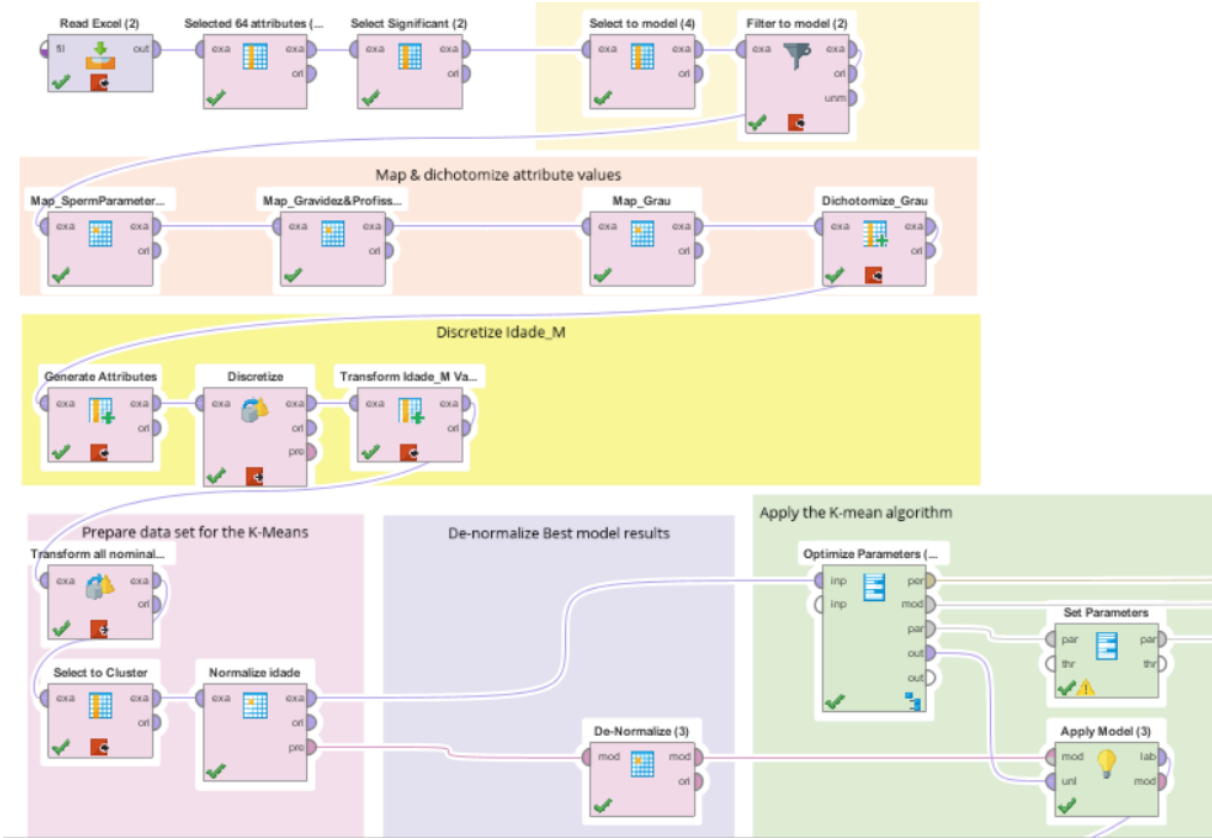 Read Excel (2) Selected 64 attributes (... Select Significant (2) Select to model (4) Filter to model (2)
fil out exa exa exa exa exa exa exa exa
ori ori ori ori
unm
Map & dichotomize attribute values
Map_SpermParameter... Map_Gravidez&Profiss... Map_Grau Dichotomize_Grau
exa exa exa exa exa exa exa exa
ori ori ori ori
Discretize Idade_M
Generate Attributes Discretize Transform Idade_M Va...
exa exa exa exa exa exa
ori ori ori
pre
Prepare data set for the K-Means
De-normalize Best model results
Apply the K-mean algorithm
Transform all nominal...
exa exa
ori
Optimize Parameters (...
inp per
inp mod
par
out
out
Set Parameters
par par
thr thr
Select to Cluster Normalize idade
exa exa exa exa
ori ori
pre
De-Normalize (3)
mod mod
ori
Apply Model (3)
mod lab
unl mod